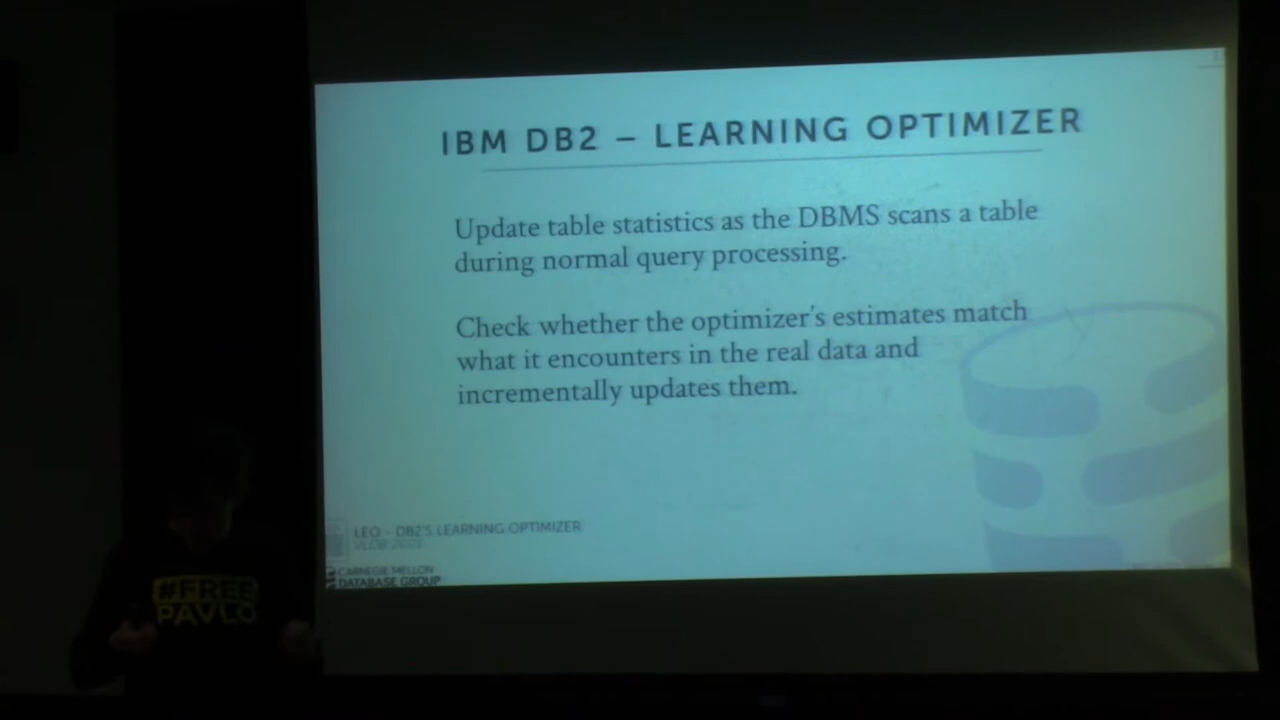 IBM DB2 – LEARNING OPTIMIZER
Update table statistics as the DBMS scans a table
during normal query processing.
Check whether the optimizer's estimates match
what it encounters in the real data and
incrementally updates them.
LEO - DB2'S LEARNING OPTIMIZER
VLDB 2001
CARNEGIE MELLON
DATABASE GROUP
#FREE
PAVLO